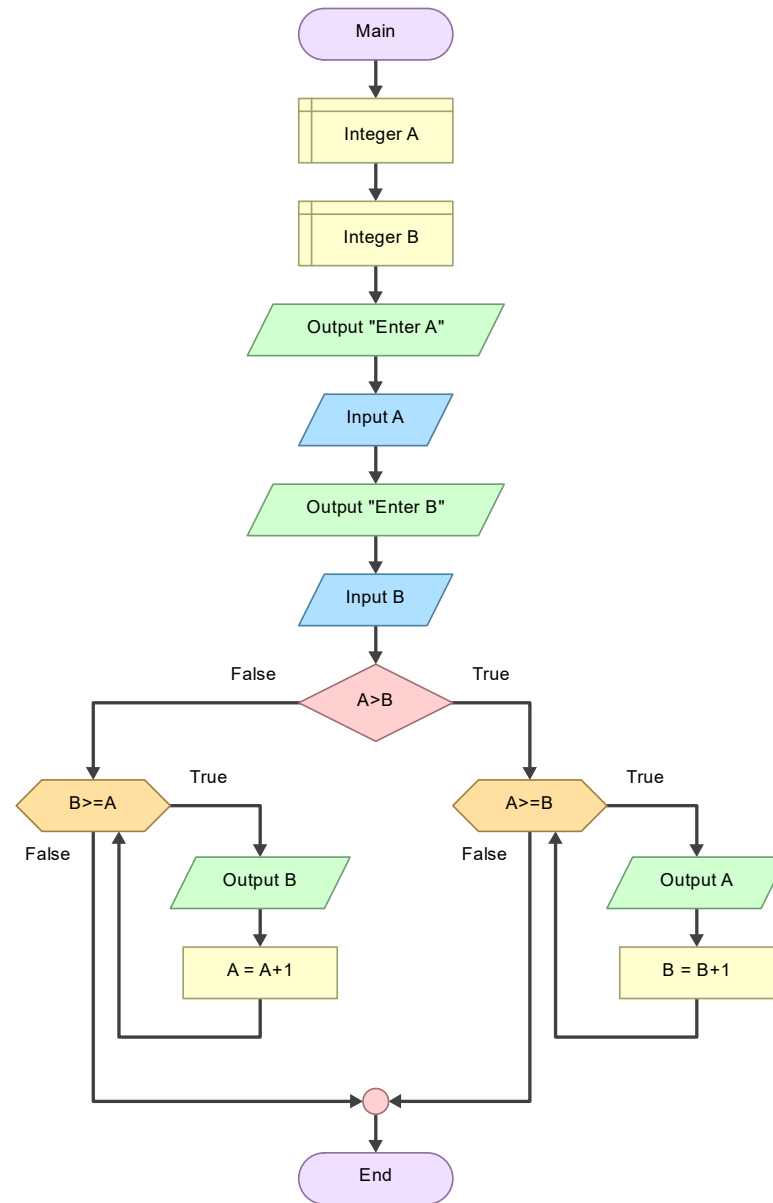 Main
Integer A
Integer B
Output "Enter A"
Input A
Output "Enter B"
Input B
False
True
A>B
B>=A
True
False
Output B
A = A+1
A>=B
True
False
Output A
B = B+1
End